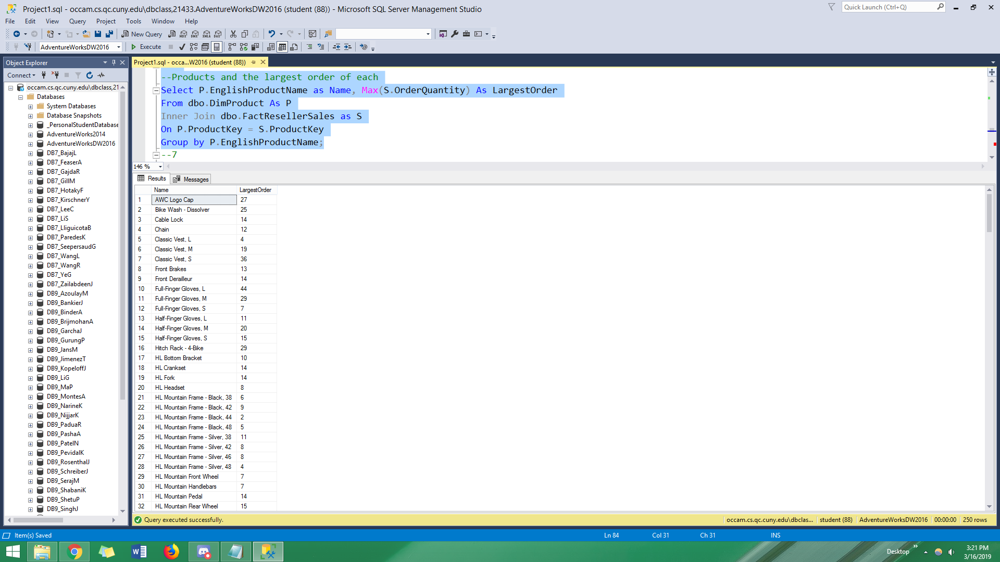 Project1.sql - occam.cs.qc.cuny.edu\dbclass,21433.AdventureWorksDW2016 (student (88)) - Microsoft SQL Server Management Studio
Quick Launch (Ctrl+Q)
File Edit View Query Project Tools Window Help
New Query MDX DMX XMLA DAX
AdventureWorksDW2016 Execute
Object Explorer
Project1.sql - occa...W2016 (student (88))
Connect
occam.cs.qc.cuny.edu\dbclass,21
Databases
System Databases
Database Snapshots
_PersonalStudentDatabase
AdventureWorks2014
AdventureWorksDW2016
DB7_BajajL
DB7_FeaserA
DB7_GajdaR
DB7_GillM
DB7_HotakyF
DB7_KirschnerY
DB7_LeeC
DB7_LiS
DB7_LliguicotaB
DB7_ParedesK
DB7_SeepersaudG
DB7_WangL
DB7_WangR
DB7_YeG
DB7_ZailabdeenJ
DB9_AzoulayM
DB9_BankierJ
DB9_BinderA
DB9_BrijmohanA
DB9_GarchaJ
DB9_GurungP
DB9_JansM
DB9_JimenezT
DB9_KopeloffJ
DB9_LiG
DB9_MaP
DB9_MontesA
DB9_NarineK
DB9_NijjarK
DB9_PaduaR
DB9_PashaA
DB9_PatelN
DB9_PevidalK
DB9_RosenthalJ
DB9_SchreiberJ
DB9_SerajM
DB9_ShabaniK
DB9_ShetuP
DB9_SinghJ
--Products and the largest order of each
Select P.EnglishProductName as Name, Max(S.OrderQuantity) As LargestOrder
From dbo.DimProduct As P
Inner Join dbo.FactResellerSales as S
On P.ProductKey = S.ProductKey
Group by P.EnglishProductName;
--7
146 %
Results Messages
Name LargestOrder
1 AWC Logo Cap 27
2 Bike Wash - Dissolver 25
3 Cable Lock 14
4 Chain 12
5 Classic Vest, L 4
6 Classic Vest, M 19
7 Classic Vest, S 36
8 Front Brakes 13
9 Front Derailleur 14
10 Full-Finger Gloves, L 44
11 Full-Finger Gloves, M 29
12 Full-Finger Gloves, S 7
13 Half-Finger Gloves, L 11
14 Half-Finger Gloves, M 20
15 Half-Finger Gloves, S 15
16 Hitch Rack - 4-Bike 29
17 HL Bottom Bracket 10
18 HL Crankset 14
19 HL Fork 14
20 HL Headset 8
21 HL Mountain Frame - Black, 38 6
22 HL Mountain Frame - Black, 42 9
23 HL Mountain Frame - Black, 44 2
24 HL Mountain Frame - Black, 48 5
25 HL Mountain Frame - Silver, 38 11
26 HL Mountain Frame - Silver, 42 8
27 HL Mountain Frame - Silver, 46 8
28 HL Mountain Frame - Silver, 48 4
29 HL Mountain Front Wheel 7
30 HL Mountain Handlebars 7
31 HL Mountain Pedal 14
32 HL Mountain Rear Wheel 15
Query executed successfully. occam.cs.qc.cuny.edu\dbclas... student (88) AdventureWorksDW2016 00:00:00 250 rows
Item(s) Saved Ln 84 Col 31 Ch 31 INS
Desktop
3:21 PM
3/16/2019